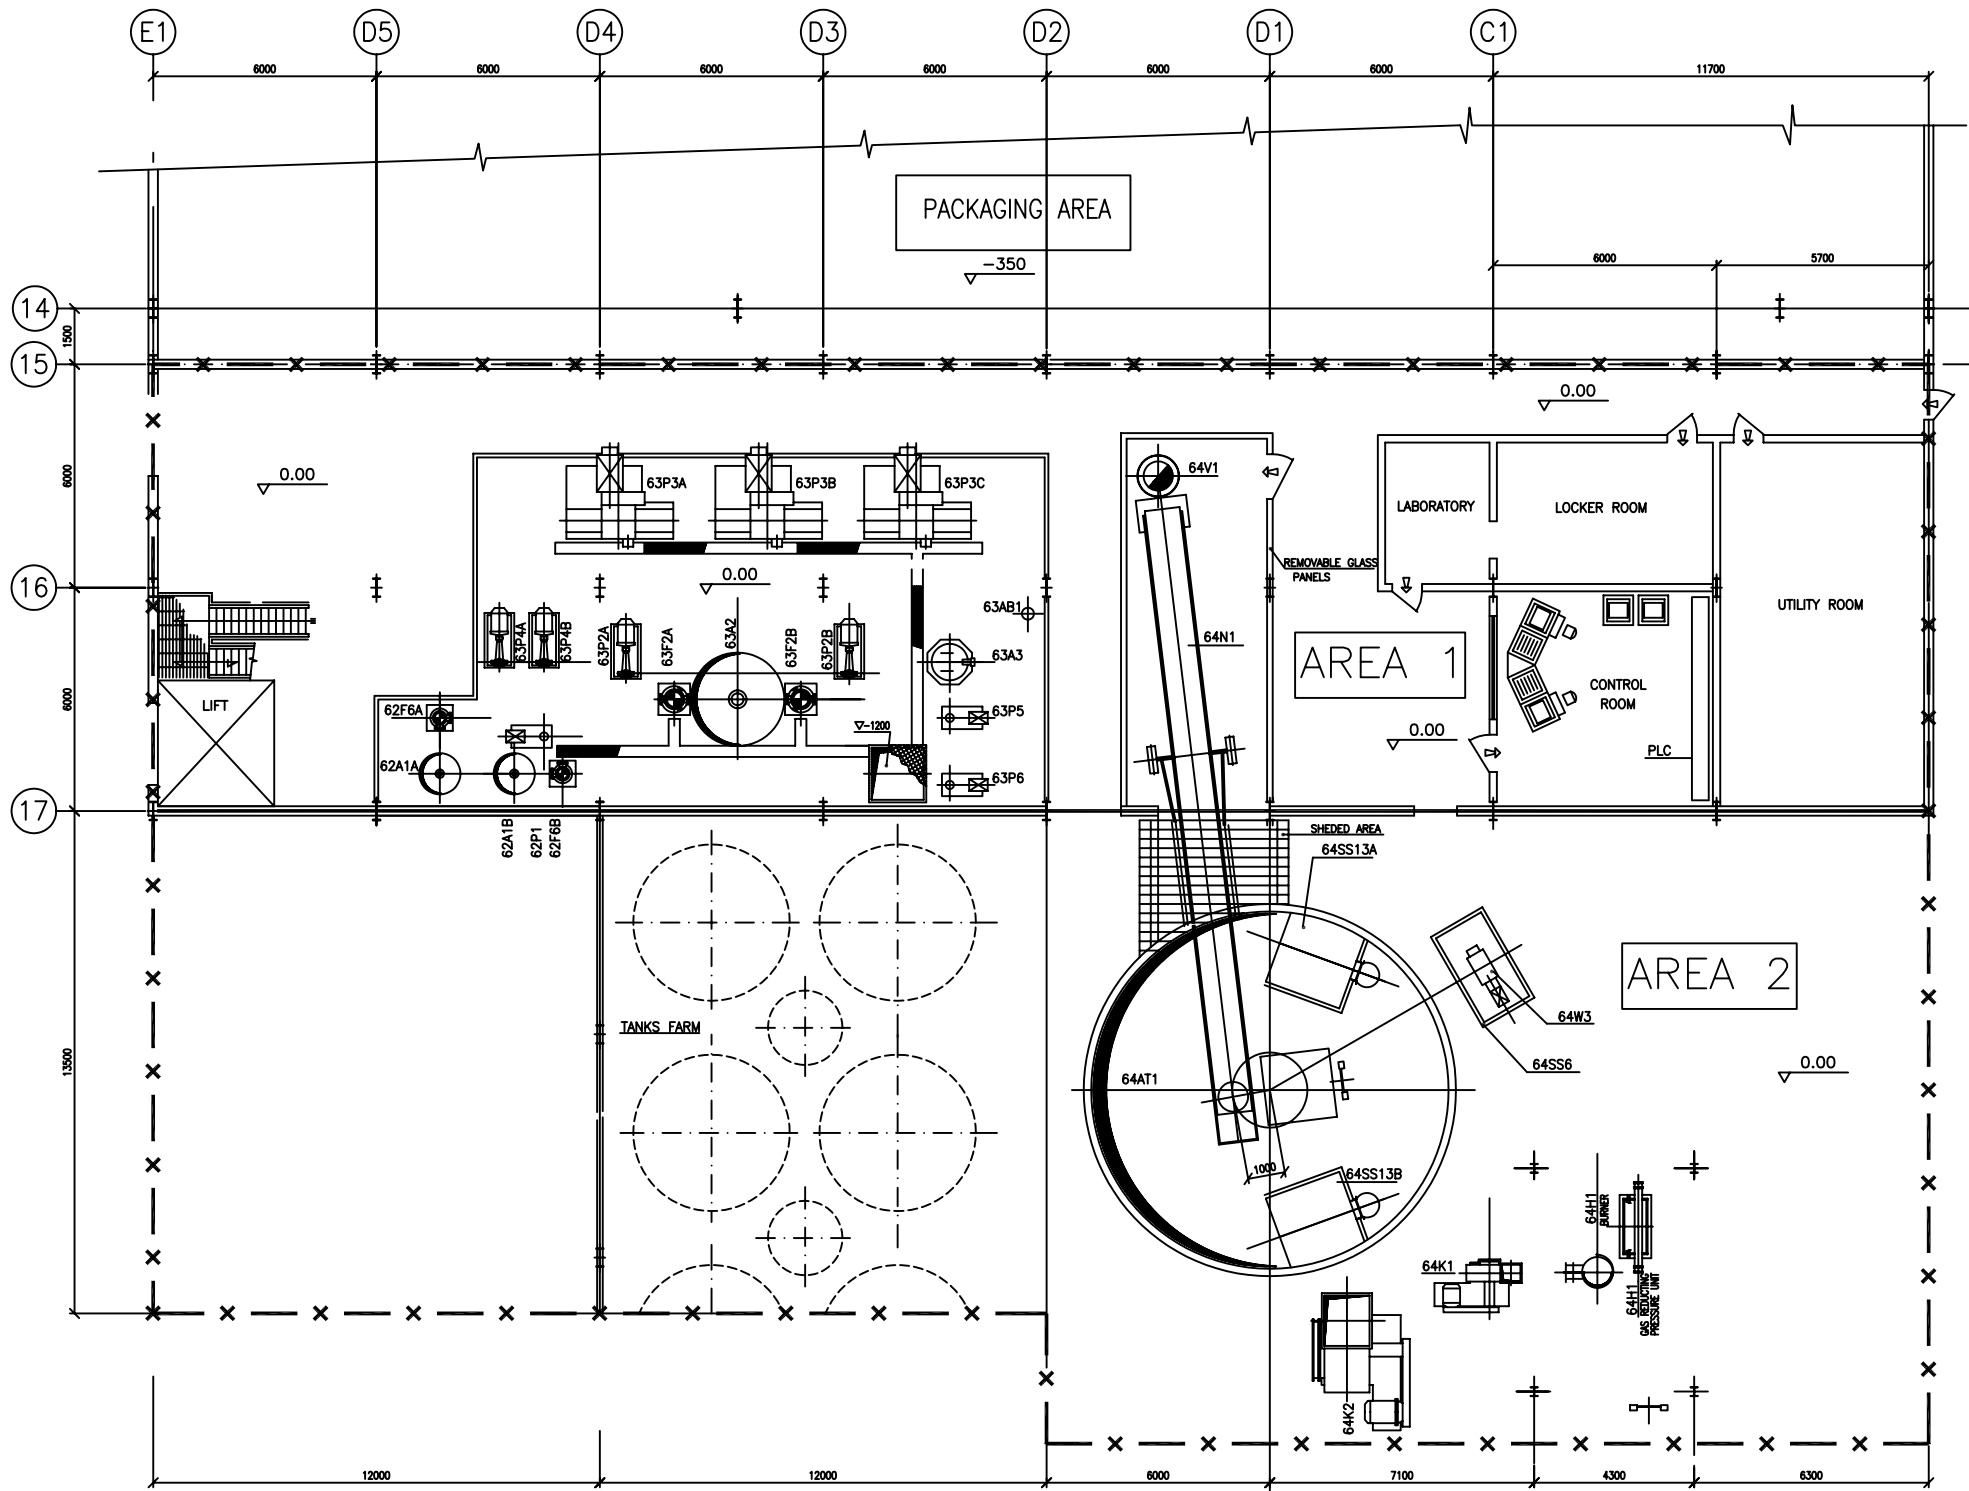 E1 D5 D4 D3 D2 D1 C1
6000 6000 6000 6000 6000 6000 11700
PACKAGING AREA
-350
6000 5700
14
1500
15
0.00
0.00
6000
63P3A 63P3B 63P3C
64V1
LABORATORY
LOCKER ROOM
REMOVABLE GLASS
PANELS
16
0.00
63AB1
UTILITY ROOM
63P4A 63P4B 63P2A 63F2A 63A2 63F2B 63P2B
63A3
64N1
AREA 1
CONTROL
ROOM
6000
LIFT
62F6A
63P5
-1200
0.00
PLC
62A1A
63P6
17
62A1B 62P1 62F6B
SHEDED AREA
64SS13A
AREA 2
TANKS FARM
64W3
64SS6
0.00
13500
64AT1
1000
64SS13B
64H1
BURNER
64K1
64H1
GAS REDUCTING
PRESSURE UNIT
64K2
12000 12000 6000 7100 4300 6300